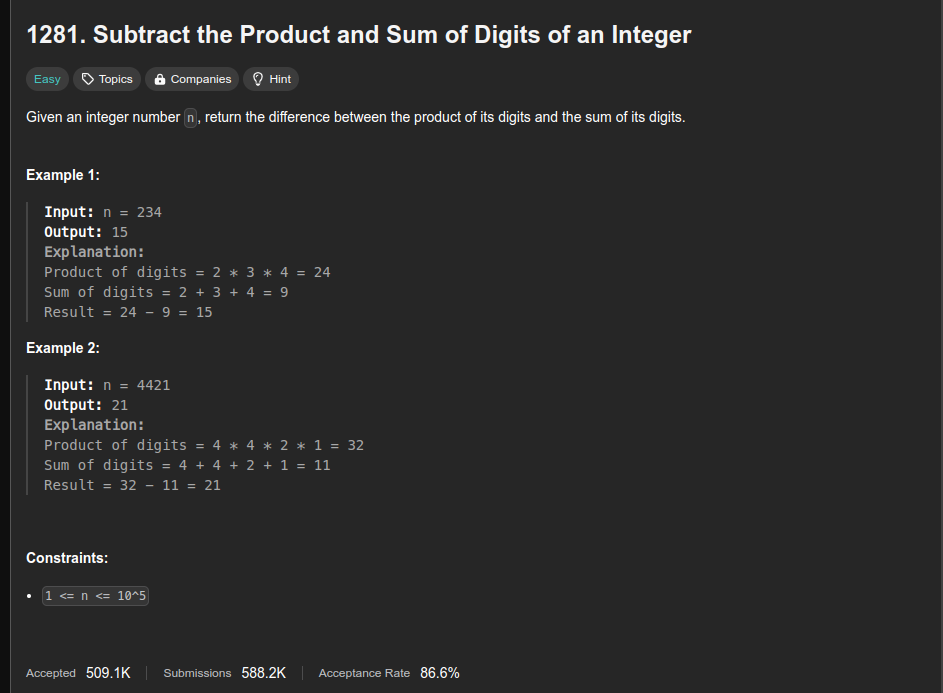 1281. Subtract the Product and Sum of Digits of an Integer
Easy Topics Companies Hint
Given an integer number n, return the difference between the product of its digits and the sum of its digits.
Example 1:
Input: n = 234
Output: 15
Explanation:
Product of digits = 2 * 3 * 4 = 24
Sum of digits = 2 + 3 + 4 = 9
Result = 24 − 9 = 15
Example 2:
Input: n = 4421
Output: 21
Explanation:
Product of digits = 4 * 4 * 2 * 1 = 32
Sum of digits = 4 + 4 + 2 + 1 = 11
Result = 32 − 11 = 21
Constraints:
• 1 <= n <= 10^5
Accepted 509.1K Submissions 588.2K Acceptance Rate 86.6%